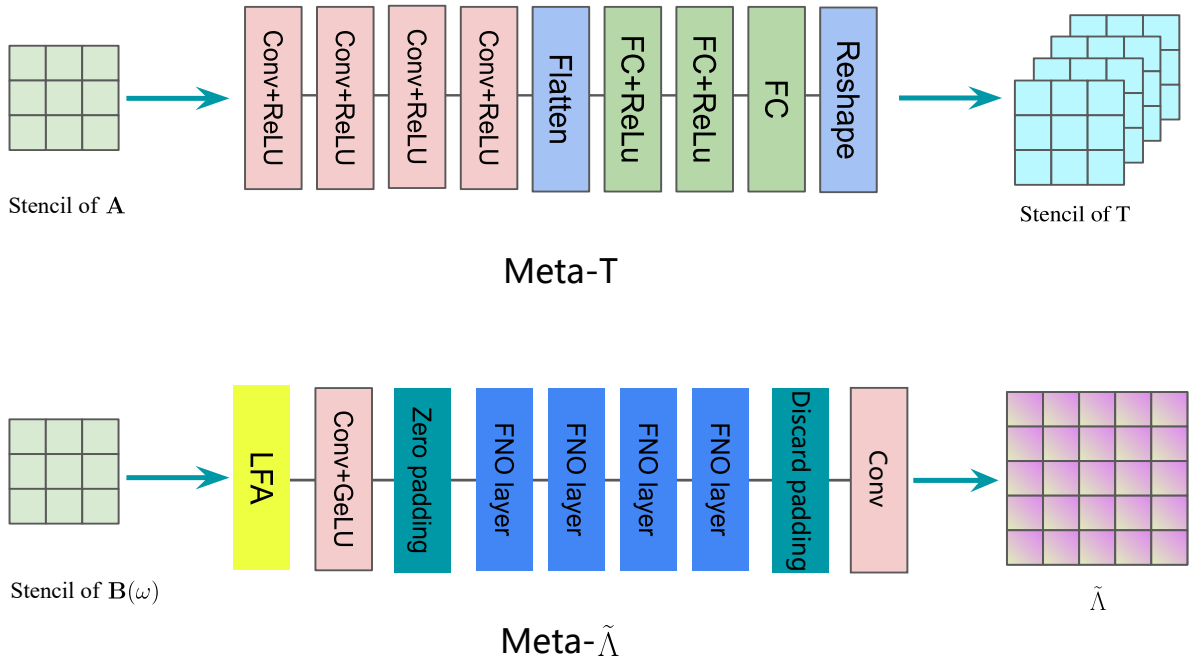 Conv+ReLU
Conv+ReLU
Conv+ReLU
Conv+ReLU
Flatten
FC+ReLu
FC+ReLu
FC
Reshape
Stencil of A
Stencil of T
Meta-T
LFA
Conv+GeLU
Zero padding
FNO layer
FNO layer
FNO layer
FNO layer
Discard padding
Conv
Stencil of B(ω)
Λ̃
Meta-Λ̃